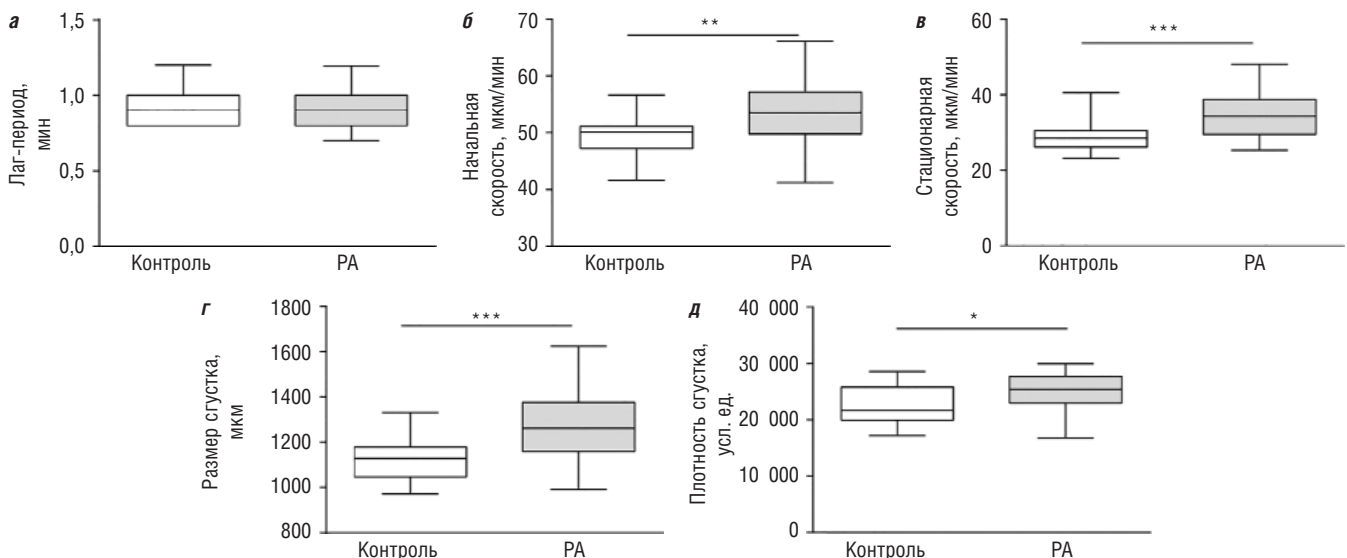 а
Лаг-период,
мин
1,5
1,0
0,5
0,0
Контроль
РА
б
Начальная
скорость, мкм/мин
70
60
50
40
30
**
Контроль
РА
в
Стационарная
скорость, мкм/мин
60
40
20
0
***
Контроль
РА
г
Размер сгустка,
мкм
1800
1600
1400
1200
1000
800
***
Контроль
РА
д
Плотность сгустка,
усл. ед.
40 000
30 000
20 000
10 000
0
*
Контроль
РА